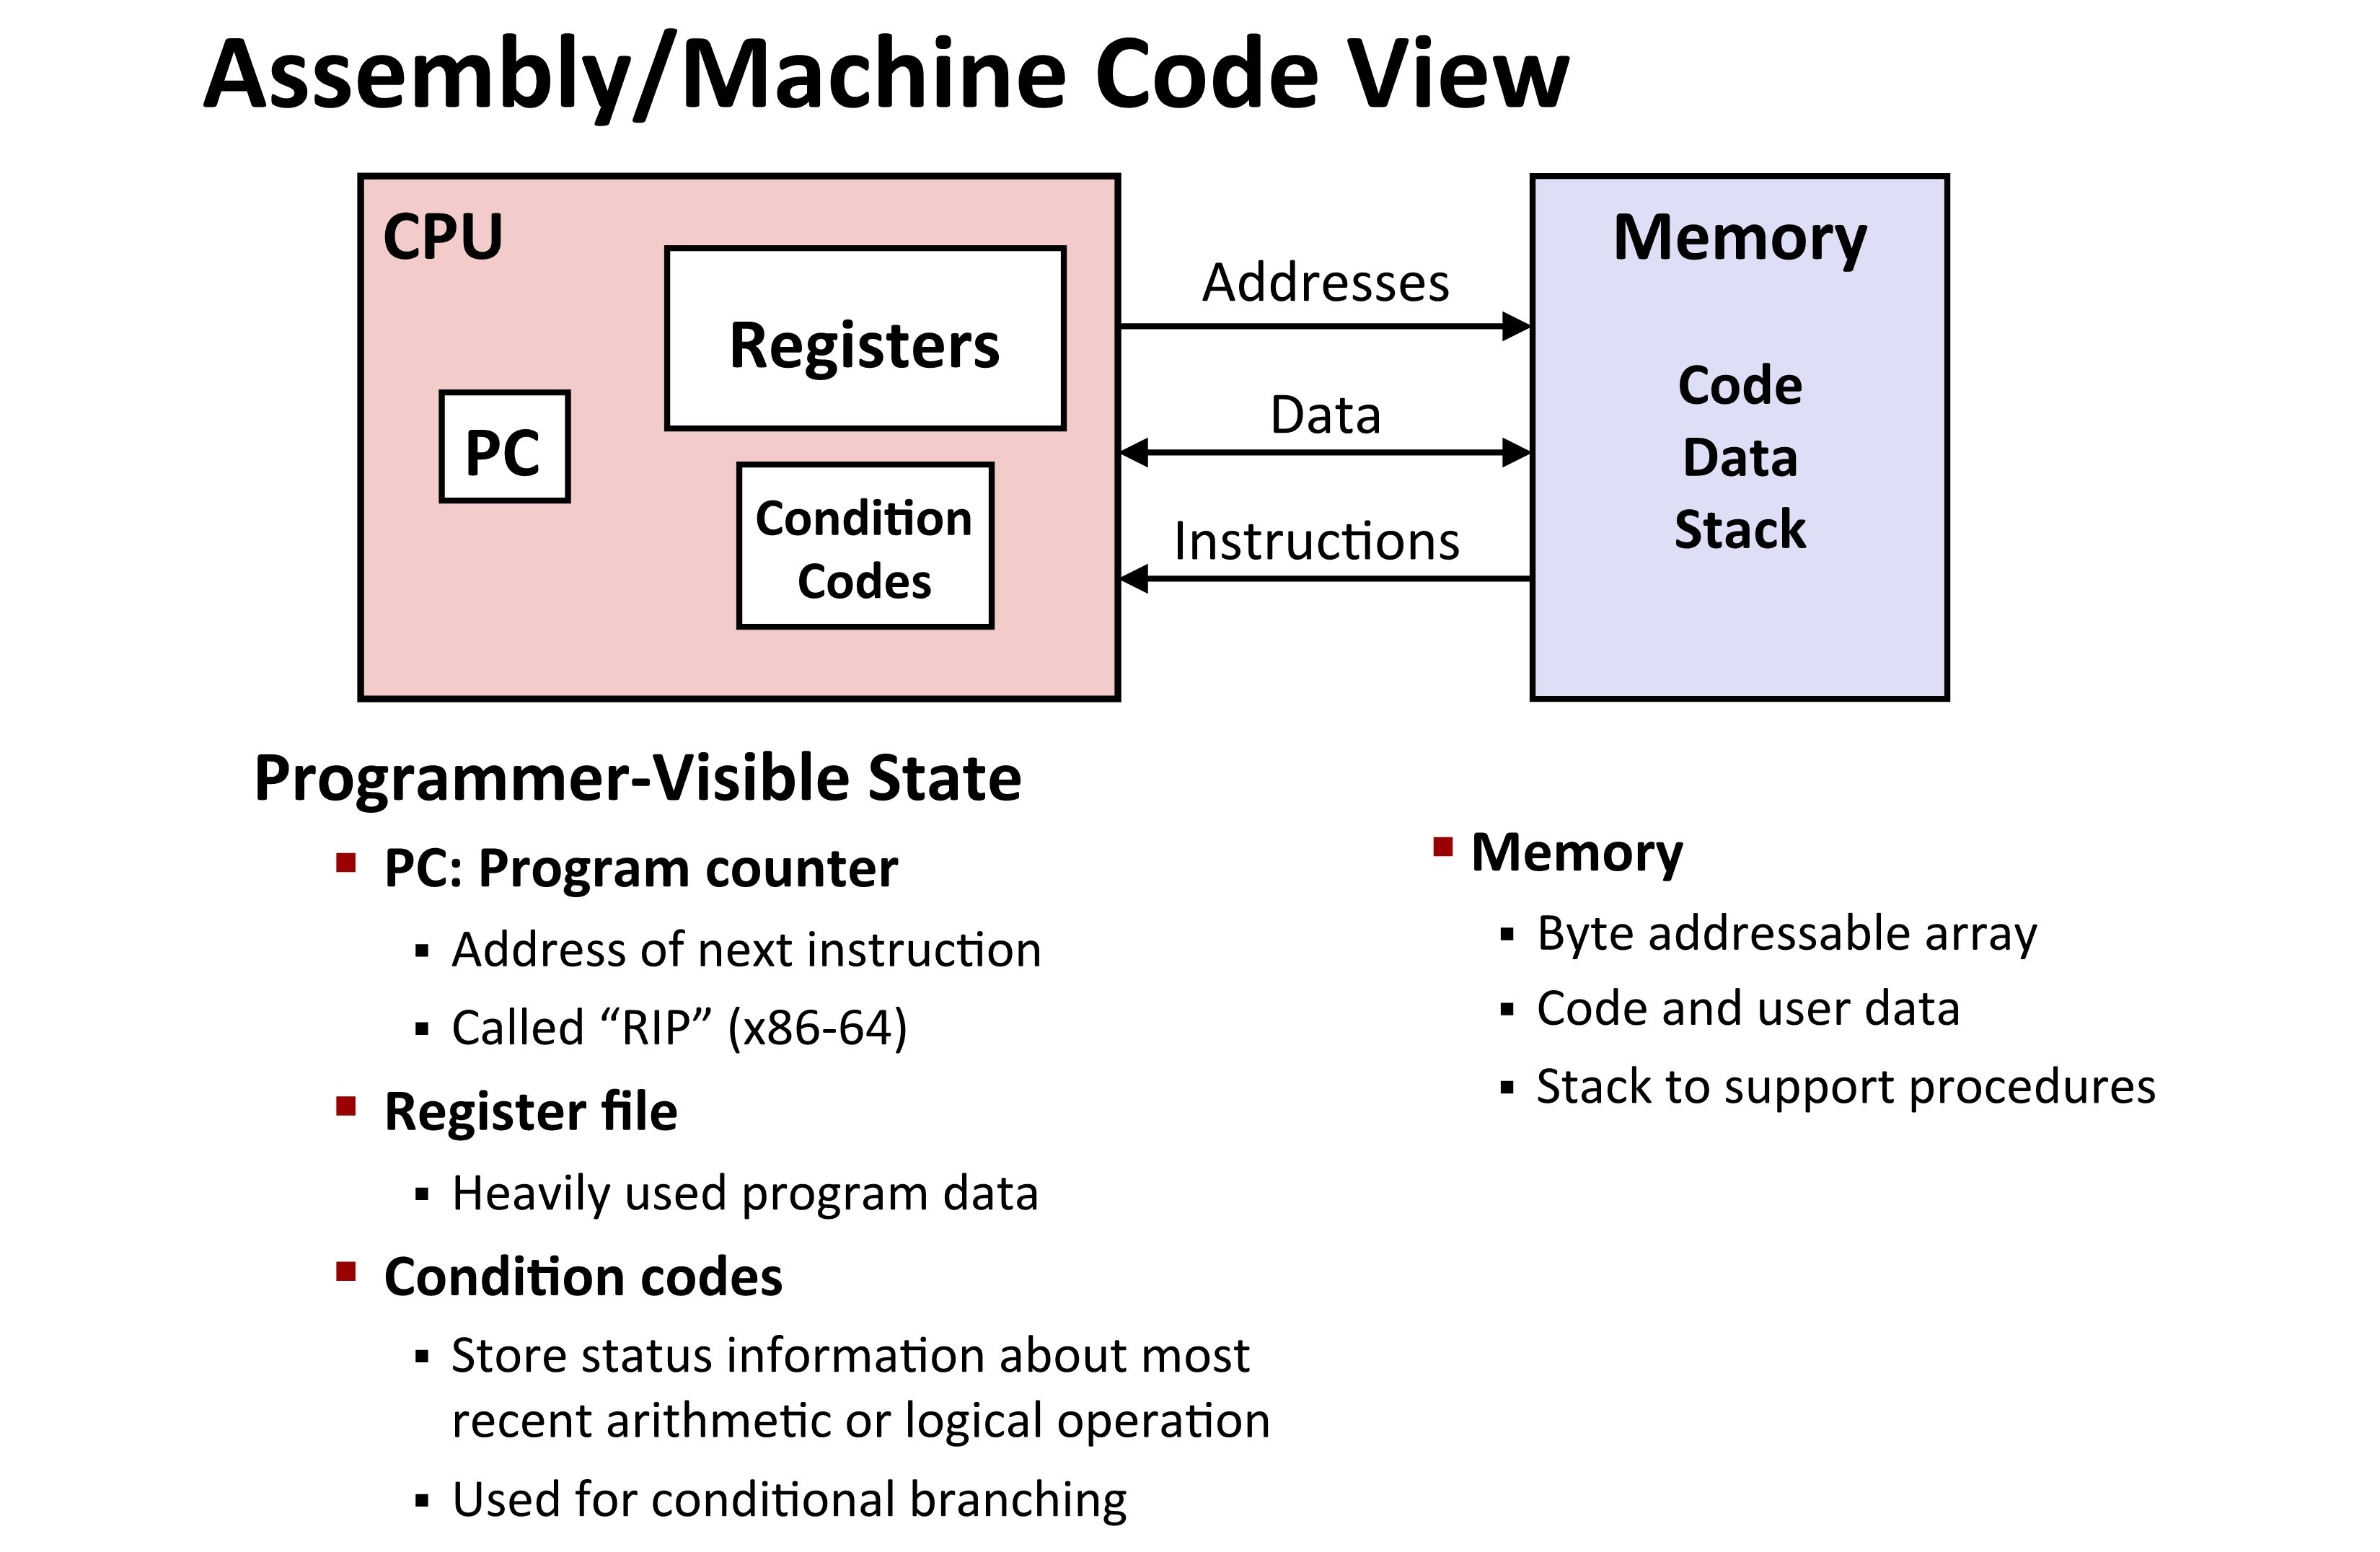 Assembly/Machine Code View
CPU
Registers
PC
Condition
Codes
Addresses
Data
Instructions
Memory
Code
Data
Stack
Programmer-Visible State
PC: Program counter
Address of next instruction
Called “RIP” (x86-64)
Register file
Heavily used program data
Condition codes
Store status information about most
recent arithmetic or logical operation
Used for conditional branching
Memory
Byte addressable array
Code and user data
Stack to support procedures